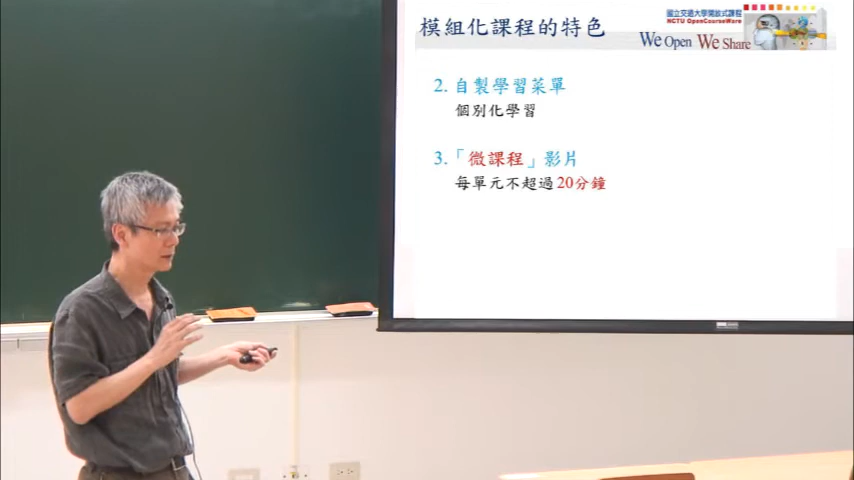 國立交通大學開放式課程
NCTU OpenCourseWare
模組化課程的特色
We Open We Share
2. 自製學習菜單
個別化學習
3.「微課程」影片
每單元不超過20分鐘